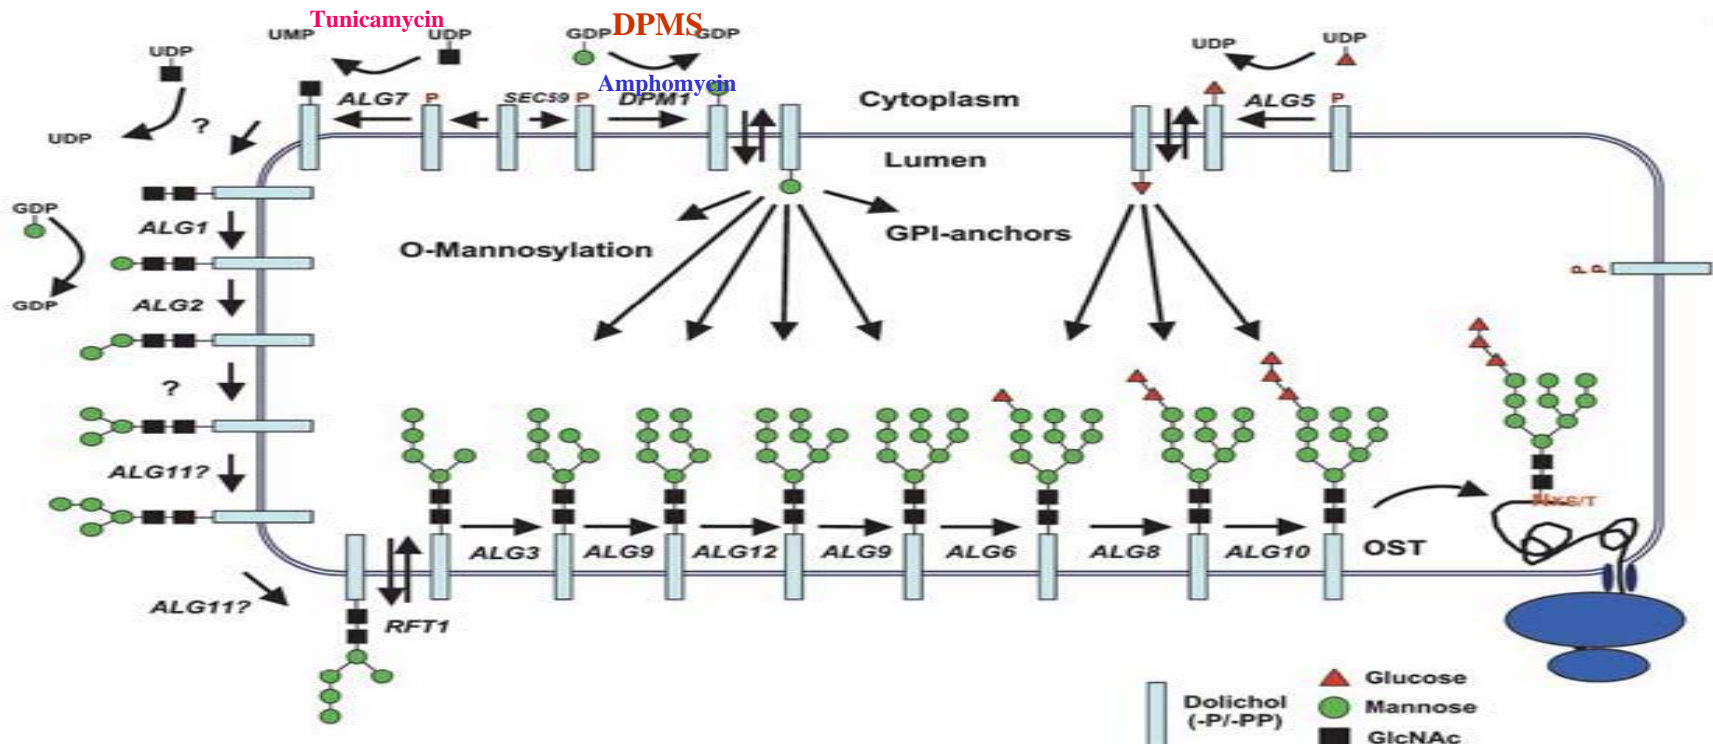 Tunicamycin
DPMS
UMP
UDP
GDP
GDP
UDP
UDP
UDP
Amphomycin
ALG7
P
SEC59
P
DPM1
Cytoplasm
ALG5
P
?
UDP
Lumen
GDP
ALG1
O-Mannosylation
GPI-anchors
P P
GDP
ALG2
?
ALG11?
NXS/T
ALG3
ALG9
ALG12
ALG9
ALG6
ALG8
ALG10
OST
ALG11?
RFT1
Glucose
Dolichol
(-P/-PP)
Mannose
GlcNAc